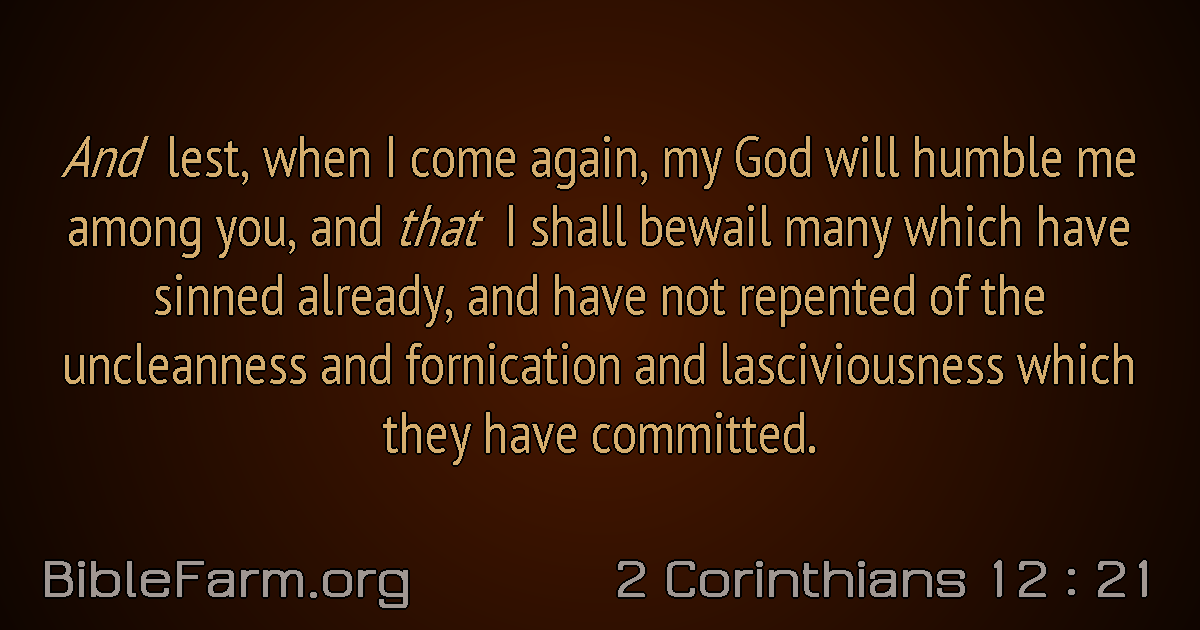 And lest, when I come again, my God will humble me
among you, and that I shall bewail many which have
sinned already, and have not repented of the
uncleanness and fornication and lasciviousness which
they have committed.
BibleFarm.org
2 Corinthians 12 : 21